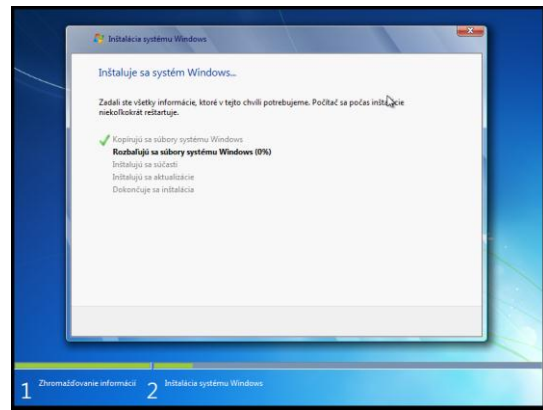 Inštalácia systému Windows
Inštaluje sa systém Windows...
Zadali ste všetky informácie, ktoré v tejto chvíli potrebujeme. Počítač sa počas inštalácie
niekoľkokrát reštartuje.
Kopírujú sa súbory systému Windows
Rozbaľujú sa súbory systému Windows (0%)
Inštalujú sa súčasti
Inštalujú sa aktualizácie
Dokončuje sa inštalácia
1 Zhromažďovanie informácií 2 Inštalácia systému Windows